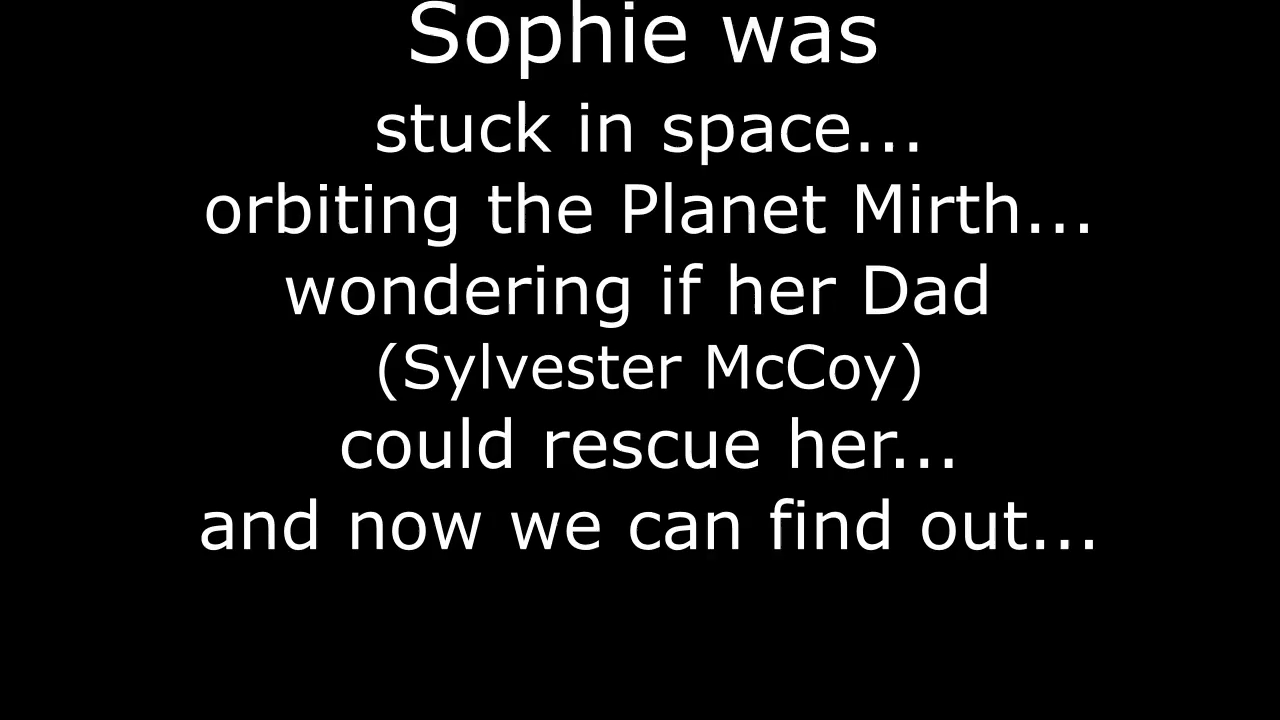 Sophie was
stuck in space...
orbiting the Planet Mirth...
wondering if her Dad
(Sylvester McCoy)
could rescue her...
and now we can find out...